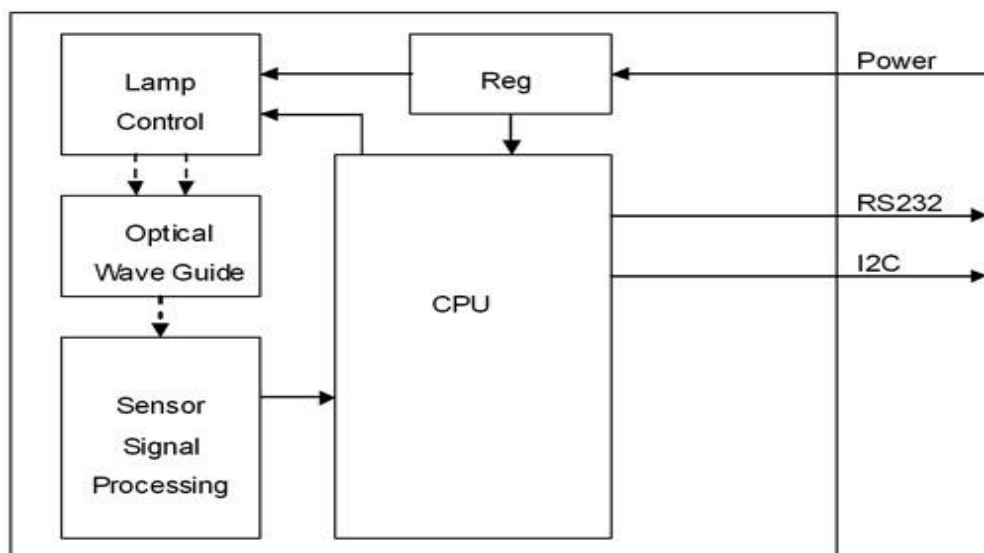 Lamp
Control
Reg
Power
Optical
Wave Guide
RS232
I2C
CPU
Sensor
Signal
Processing